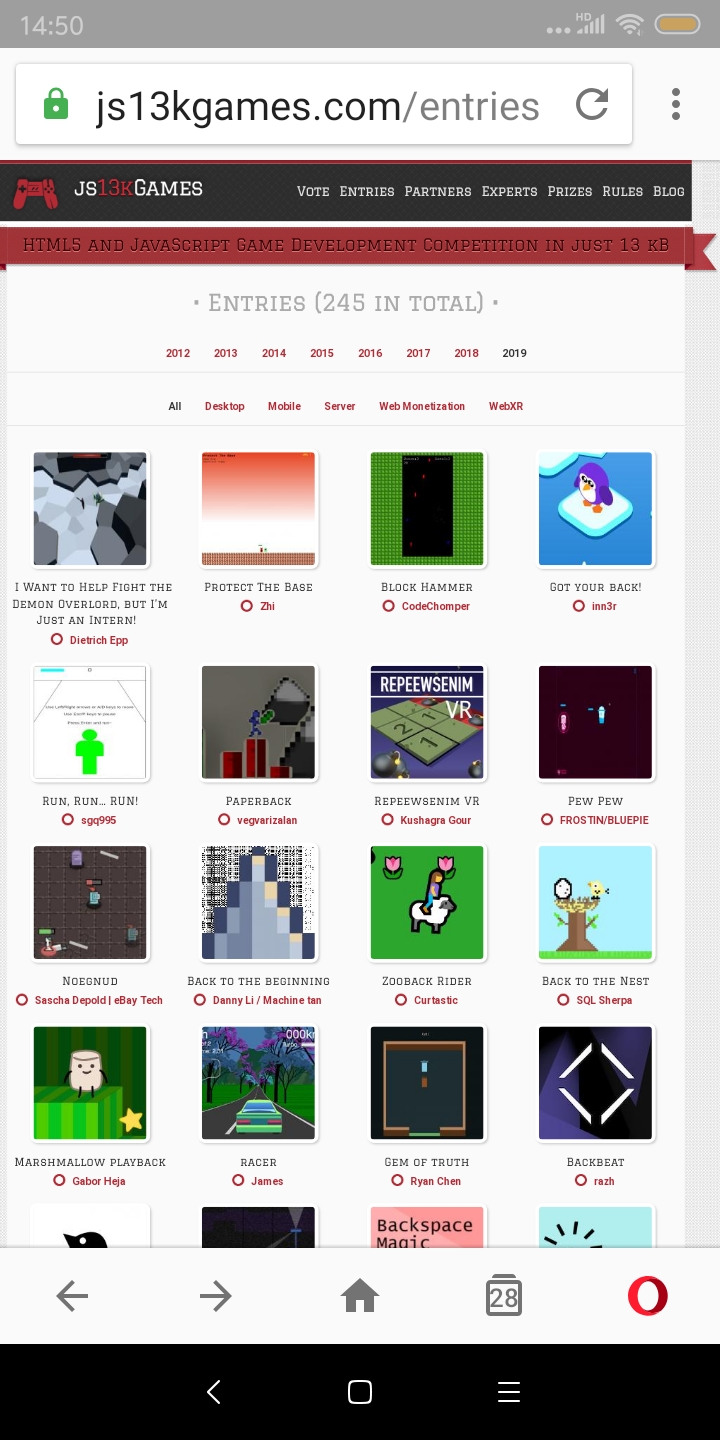 14:50
HD
js13kgames.com/entries
JS13KGAMES
VOTE ENTRIES PARTNERS EXPERTS PRIZES RULES BLOG
HTML5 AND JAVASCRIPT GAME DEVELOPMENT COMPETITION IN JUST 13 KB
• ENTRIES (245 IN TOTAL) •
2012 2013 2014 2015 2016 2017 2018 2019
All Desktop Mobile Server Web Monetization WebXR
I WANT TO HELP FIGHT THE
DEMON OVERLORD, BUT I'M
JUST AN INTERN!
Dietrich Epp
PROTECT THE BASE
Zhi
BLOCK HAMMER
CodeChomper
GOT YOUR BACK!
inn3r
RUN, RUN... RUN!
sgq995
PAPERBACK
vegvarizalan
REPEEWSENIM
VR
2
1
1
REPEEWSENIM VR
Kushagra Gour
PEW PEW
FROSTIN/BLUEPIE
NOEGNUD
Sascha Depold | eBay Tech
BACK TO THE BEGINNING
Danny Li / Machine tan
ZOOBACK RIDER
Curtastic
BACK TO THE NEST
SQL Sherpa
MARSHMALLOW PLAYBACK
Gabor Heja
000k
RACER
James
GEM OF TRUTH
Ryan Chen
BACKBEAT
razh
Backspace
Magic
28